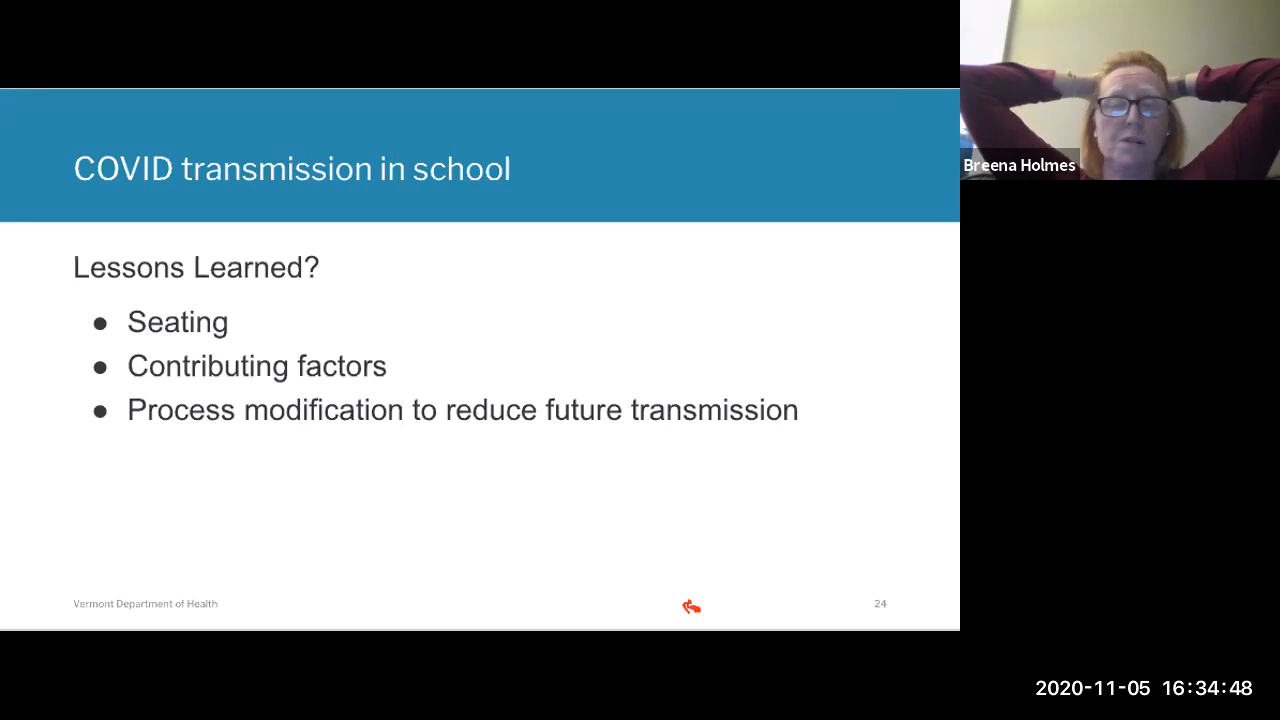 COVID transmission in school
Breena Holmes
Lessons Learned?
● Seating
● Contributing factors
● Process modification to reduce future transmission
Vermont Department of Health
24
2020-11-05 16:34:48